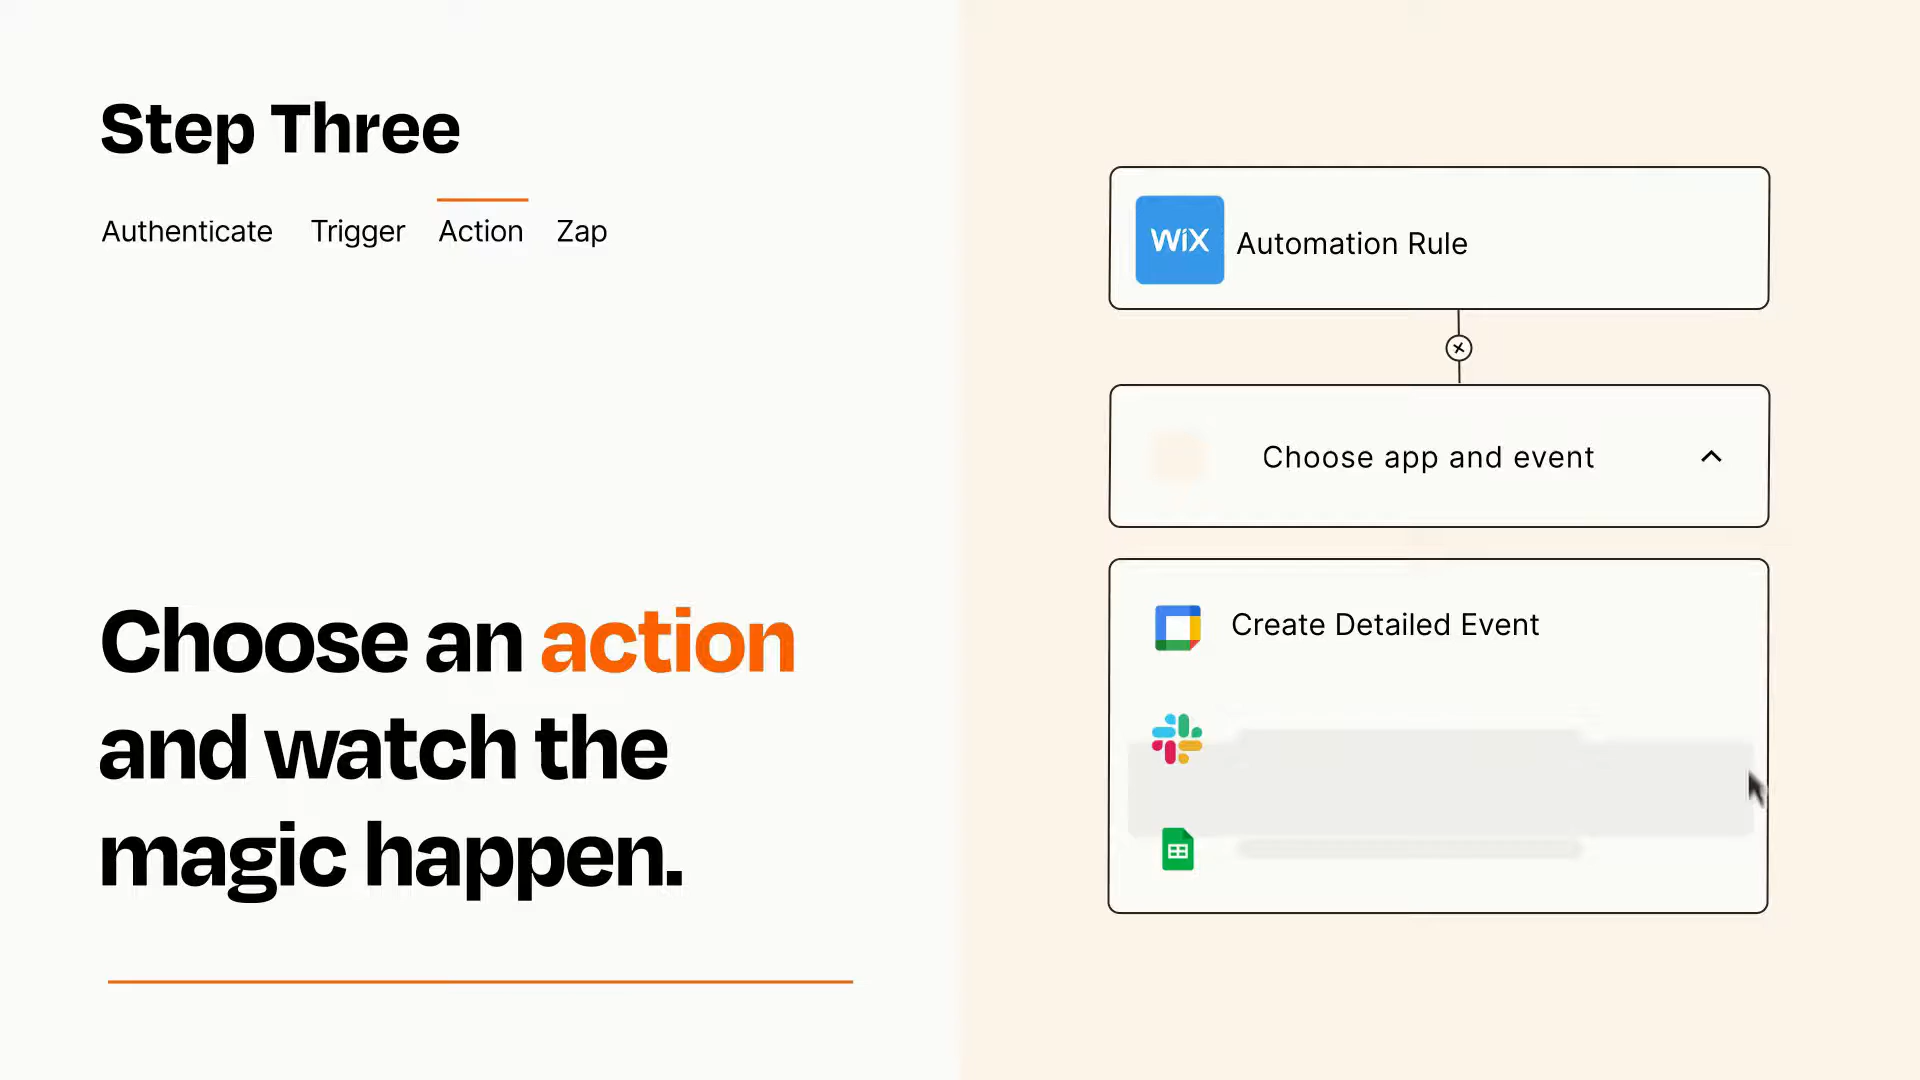 Step Three
Authenticate Trigger Action Zap
Choose an action
and watch the
magic happen.
WiX Automation Rule
Choose app and event
Create Detailed Event